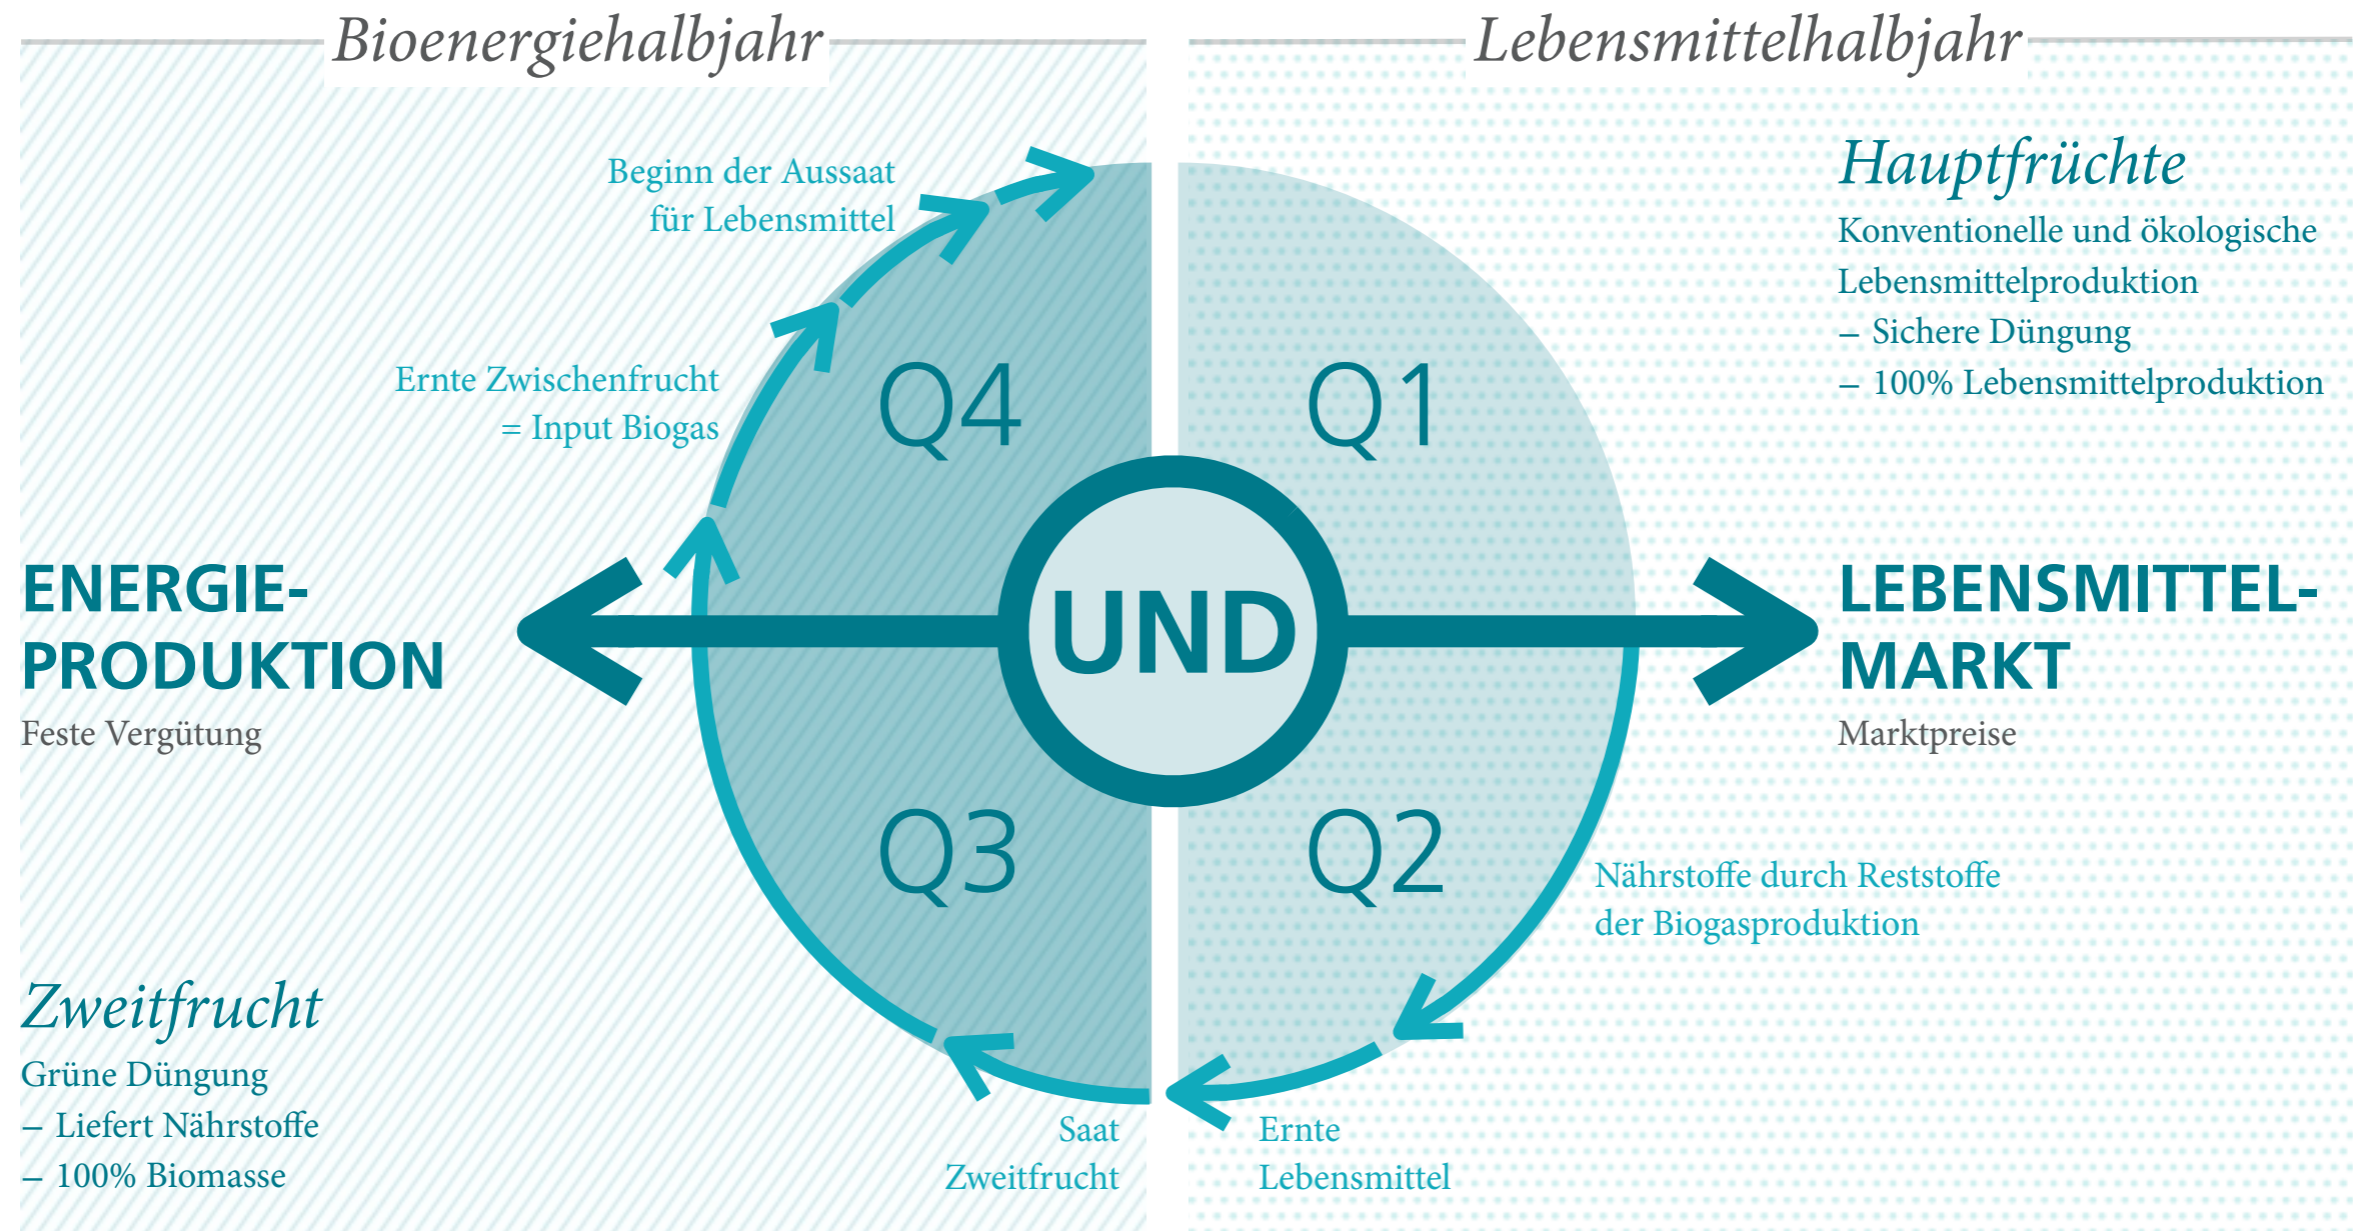 Bioenergiehalbjahr
Lebensmittelhalbjahr
Beginn der Aussaat
für Lebensmittel
Ernte Zwischenfrucht
= Input Biogas
Q4
Q1
Hauptfrüchte
Konventionelle und ökologische
Lebensmittelproduktion
– Sichere Düngung
– 100% Lebensmittelproduktion
ENERGIE-
PRODUKTION
Feste Vergütung
UND
LEBENSMITTEL-
MARKT
Marktpreise
Q3
Q2
Nährstoffe durch Reststoffe
der Biogasproduktion
Zweitfrucht
Grüne Düngung
– Liefert Nährstoffe
– 100% Biomasse
Saat
Zweitfrucht
Ernte
Lebensmittel